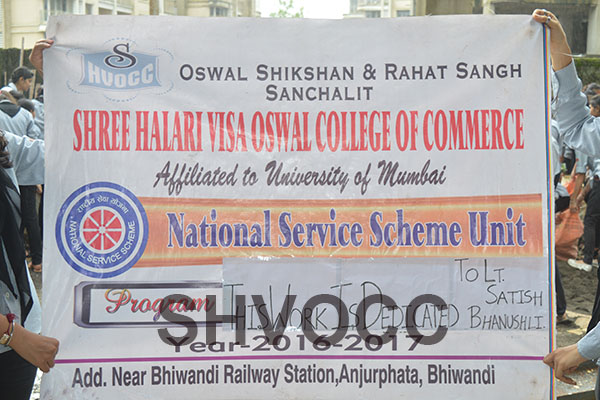 S
HVOCC
OSWAL SHIKSHAN & RAHAT SANGH
SANCHALIT
SHREE HALARI VISA OSWAL COLLEGE OF COMMERCE
Affiliated to University of Mumbai
राष्ट्रीय सेवा योजना
NATIONAL SERVICE SCHEME
National Service Scheme Unit
Program
THIS WORK IS DEDICATED
TO LT.
SATISH
BHANUSHLI
SHVOCC
Year-2016-2017
Add. Near Bhiwandi Railway Station,Anjurphata, Bhiwandi